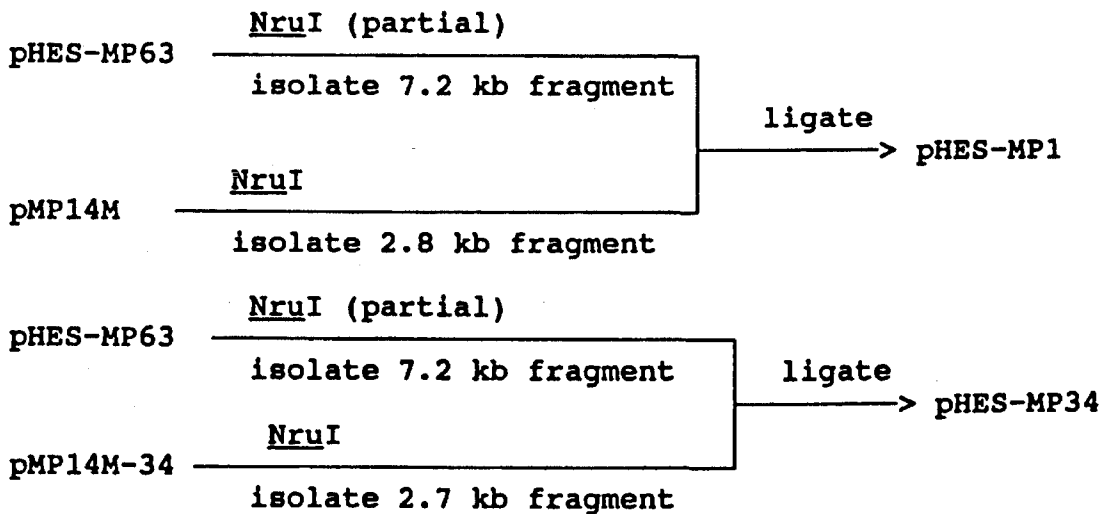 NruI (partial)
pHES-MP63
isolate 7.2 kb fragment
ligate
> pHES-MP1
NruI
pMP14M
isolate 2.8 kb fragment
NruI (partial)
pHES-MP63
isolate 7.2 kb fragment
ligate
> pHES-MP34
NruI
pMP14M-34
isolate 2.7 kb fragment